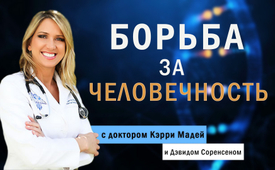 БОРЬБА
ЗА
ЧЕЛОВЕЧНОСТЬ
с доктором Кэрри Мадей
и Дэвидом Соренсеном